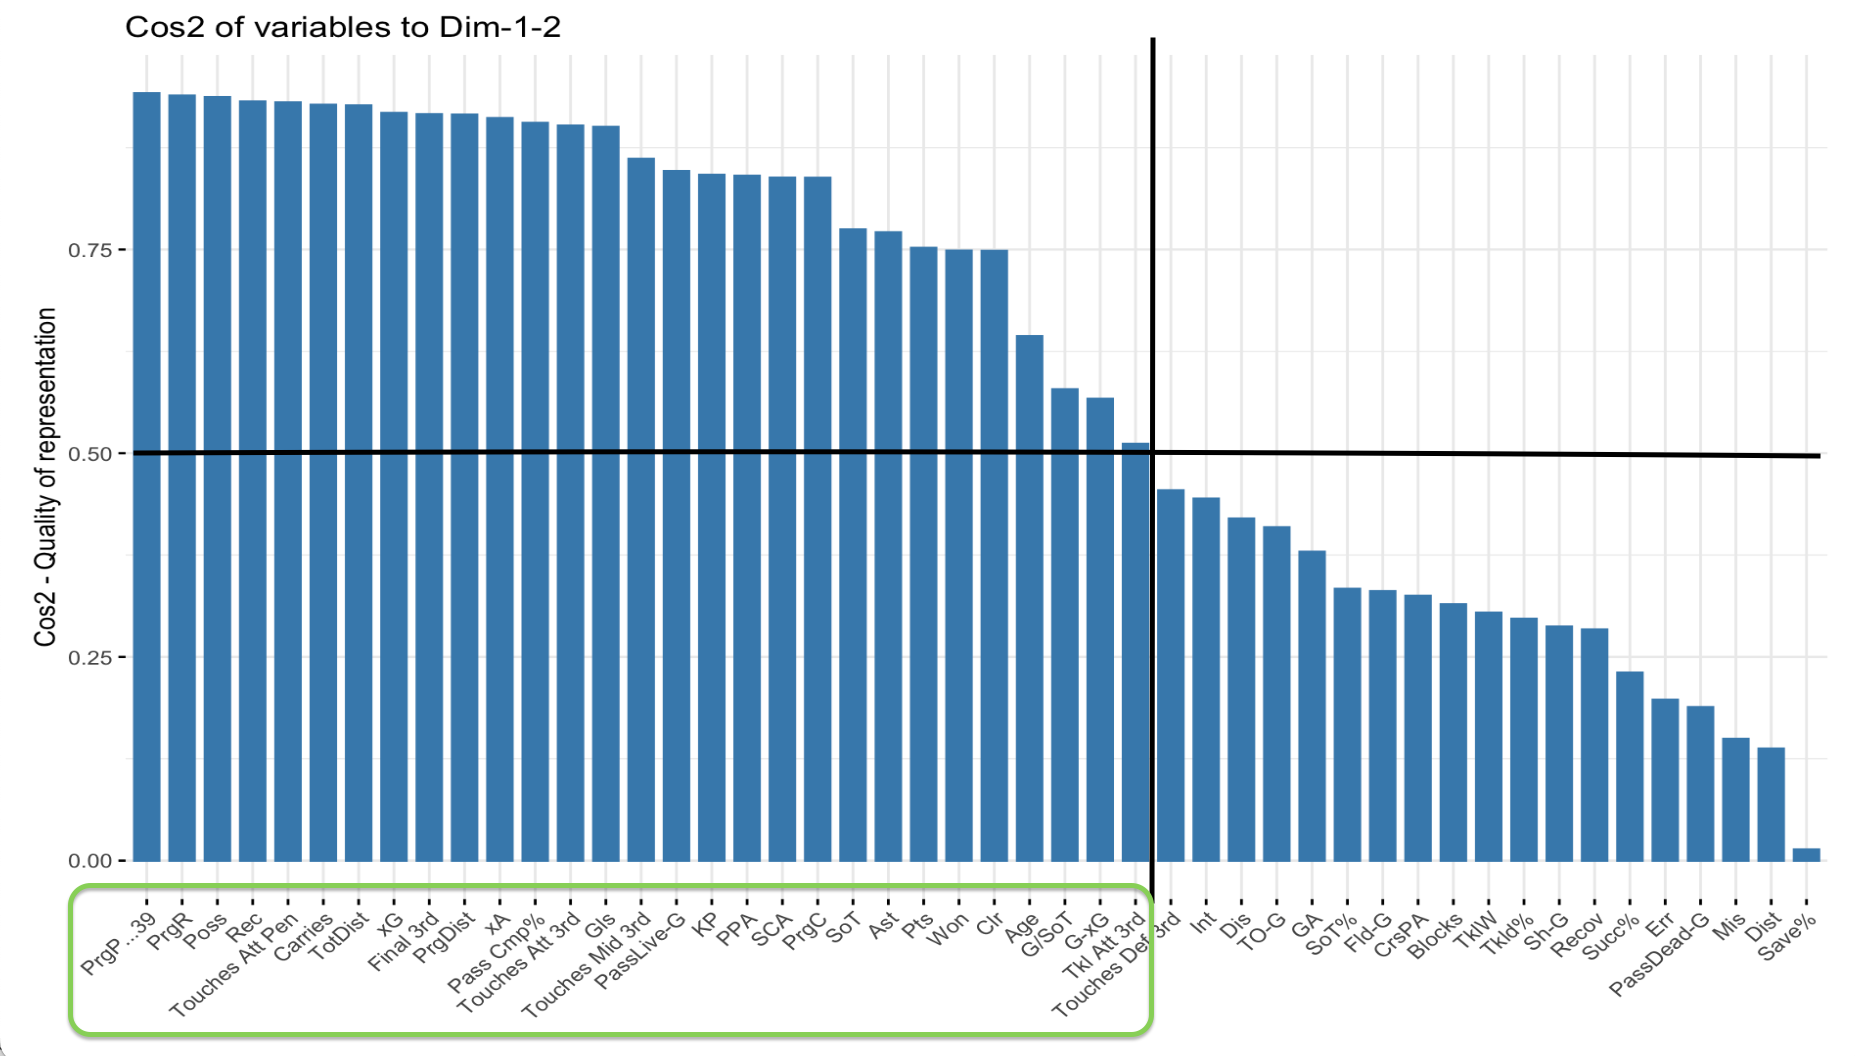 Cos2 of variables to Dim-1-2
Cos2 - Quality of representation
0.75
0.50
0.25
0.00
PrgP ...39
PrgR
Poss
Rec
Touches Att Pen
Carries
TotDist
xG
Final 3rd
PrgDist
xA
Pass Cmp%
Touches Att 3rd
Gls
Touches Mid 3rd
PassLive-G
KP
PPA
SCA
PrgC
SoT
Ast
Pts
Won
Clr
Age
G/SoT
G-xG
Tkl Att 3rd
Touches Def 3rd
Int
Dis
TO-G
GA
SoT%
Fld-G
CrsPA
Blocks
TklW
Tkld%
Sh-G
Recov
Succ%
Err
PassDead-G
Mis
Dist
Save%